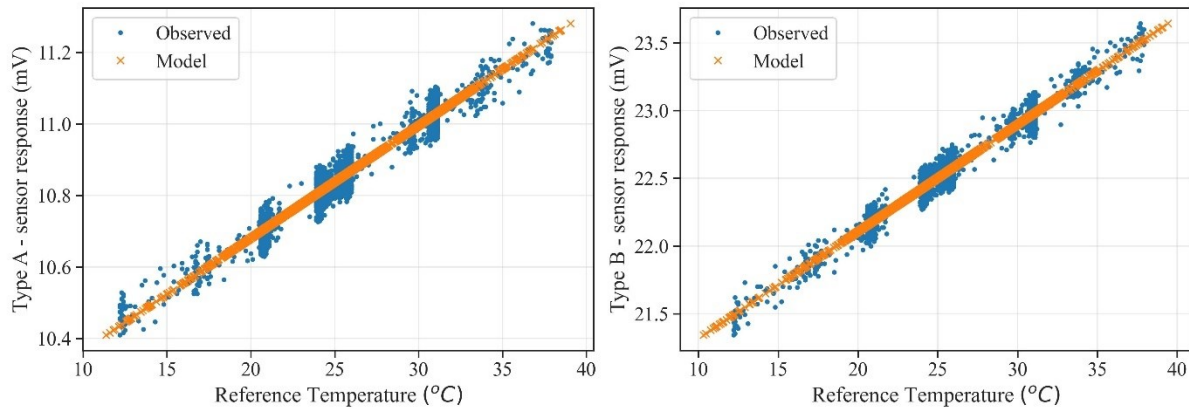 Type A - sensor response (mV)
11.2
11.0
10.8
10.6
10.4
Observed
Model
10 15 20 25 30 35 40
Reference Temperature (°C)
Type B - sensor response (mV)
23.5
23.0
22.5
22.0
21.5
Observed
Model
10 15 20 25 30 35 40
Reference Temperature (°C)